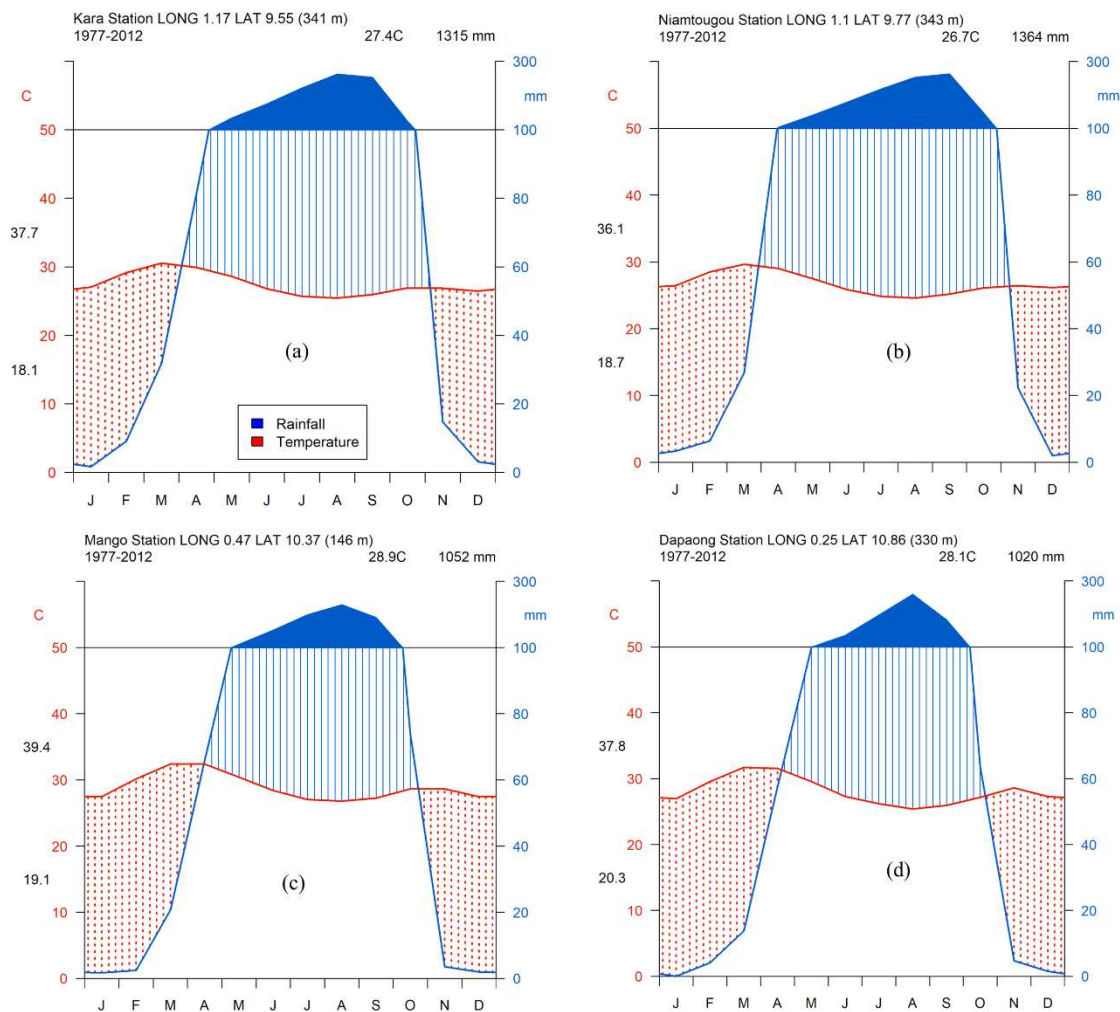 Kara Station LONG 1.17 LAT 9.55 (341 m)
1977-2012 27.4C 1315 mm
C
mm
300
50
100
40
80
37.7
30
60
20
40
18.1
10
20
0
0
(a)
Rainfall
Temperature
J F M A M J J A S O N D
Niamtougou Station LONG 1.1 LAT 9.77 (343 m)
1977-2012 26.7C 1364 mm
C
mm
300
50
100
40
80
36.1
30
60
20
40
18.7
10
20
0
0
(b)
J F M A M J J A S O N D
Mango Station LONG 0.47 LAT 10.37 (146 m)
1977-2012 28.9C 1052 mm
C
mm
300
50
100
40
80
39.4
30
60
20
40
19.1
10
20
0
0
(c)
J F M A M J J A S O N D
Dapaong Station LONG 0.25 LAT 10.86 (330 m)
1977-2012 28.1C 1020 mm
C
mm
300
50
100
40
80
37.8
30
60
20
40
20.3
10
20
0
0
(d)
J F M A M J J A S O N D